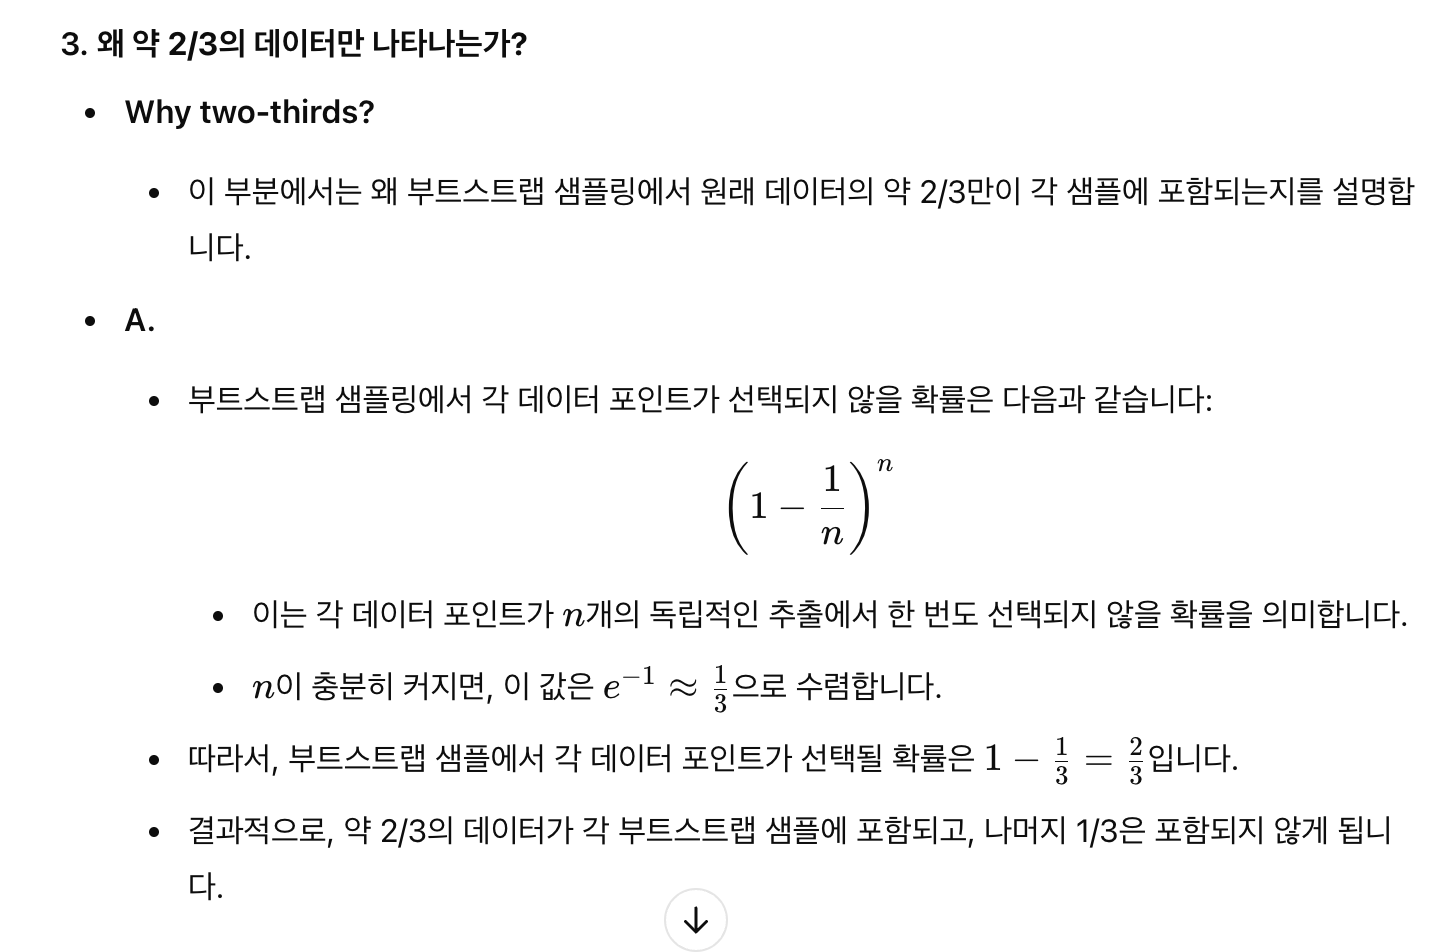 3. 왜 약 2/3의 데이터만 나타나는가?
• Why two-thirds?
• 이 부분에서는 왜 부트스트랩 샘플링에서 원래 데이터의 약 2/3만이 각 샘플에 포함되는지를 설명합
니다.
• A.
• 부트스트랩 샘플링에서 각 데이터 포인트가 선택되지 않을 확률은 다음과 같습니다:
(1 − 1/n)^n
• 이는 각 데이터 포인트가 n개의 독립적인 추출에서 한 번도 선택되지 않을 확률을 의미합니다.
• n이 충분히 커지면, 이 값은 e^−1 ≈ 1/3으로 수렴합니다.
• 따라서, 부트스트랩 샘플에서 각 데이터 포인트가 선택될 확률은 1 − 1/3 = 2/3입니다.
• 결과적으로, 약 2/3의 데이터가 각 부트스트랩 샘플에 포함되고, 나머지 1/3은 포함되지 않게 됩니
다.